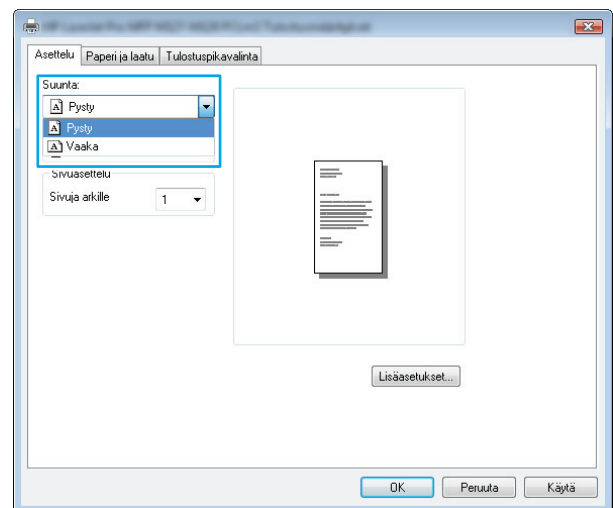 Asettelu Paperi ja laatu Tulostuspikavalinta
Suunta:
A Pysty
A Pysty
A Vaaka
Sivuasettelu
Sivuja arkille 1
Lisäasetukset...
OK Peruuta Käytä